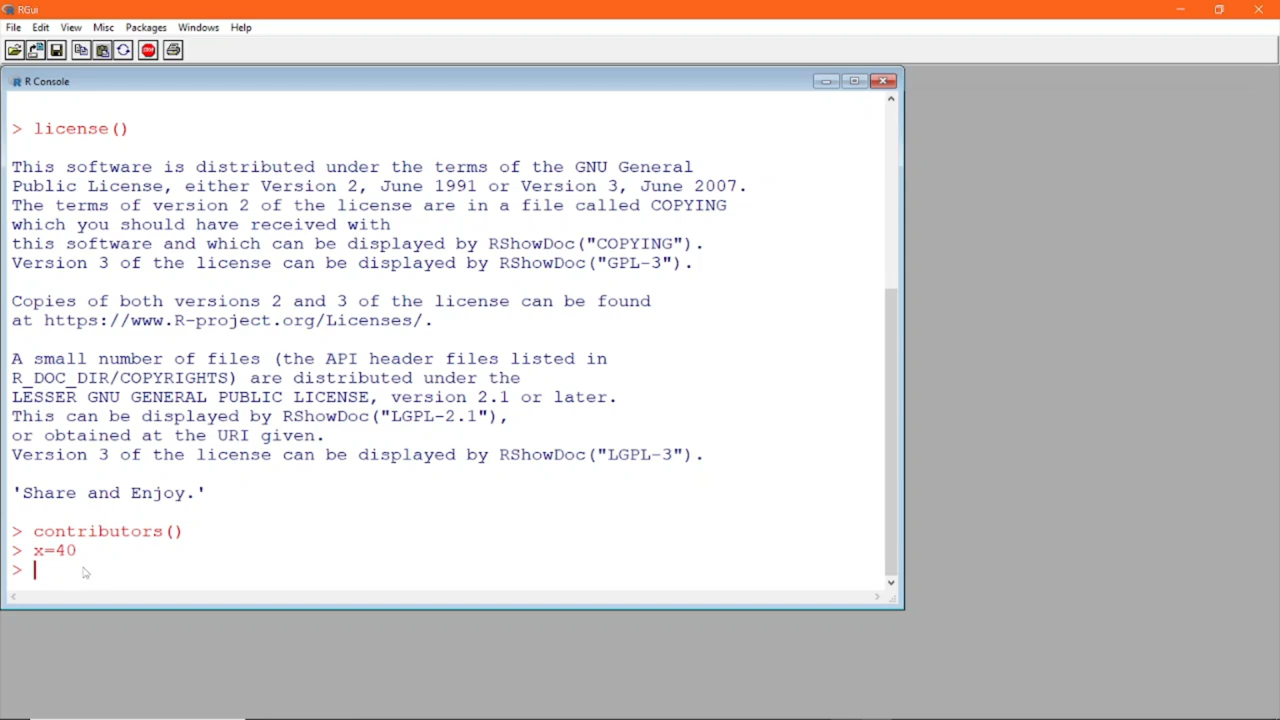 RGui
File Edit View Misc Packages Windows Help
STOP
R Console
> license()
This software is distributed under the terms of the GNU General
Public License, either Version 2, June 1991 or Version 3, June 2007.
The terms of version 2 of the license are in a file called COPYING
which you should have received with
this software and which can be displayed by RShowDoc("COPYING").
Version 3 of the license can be displayed by RShowDoc("GPL-3").
Copies of both versions 2 and 3 of the license can be found
at https://www.R-project.org/Licenses/.
A small number of files (the API header files listed in
R_DOC_DIR/COPYRIGHTS) are distributed under the
LESSER GNU GENERAL PUBLIC LICENSE, version 2.1 or later.
This can be displayed by RShowDoc("LGPL-2.1"),
or obtained at the URI given.
Version 3 of the license can be displayed by RShowDoc("LGPL-3").
'Share and Enjoy.'
> contributors()
> x=40
>